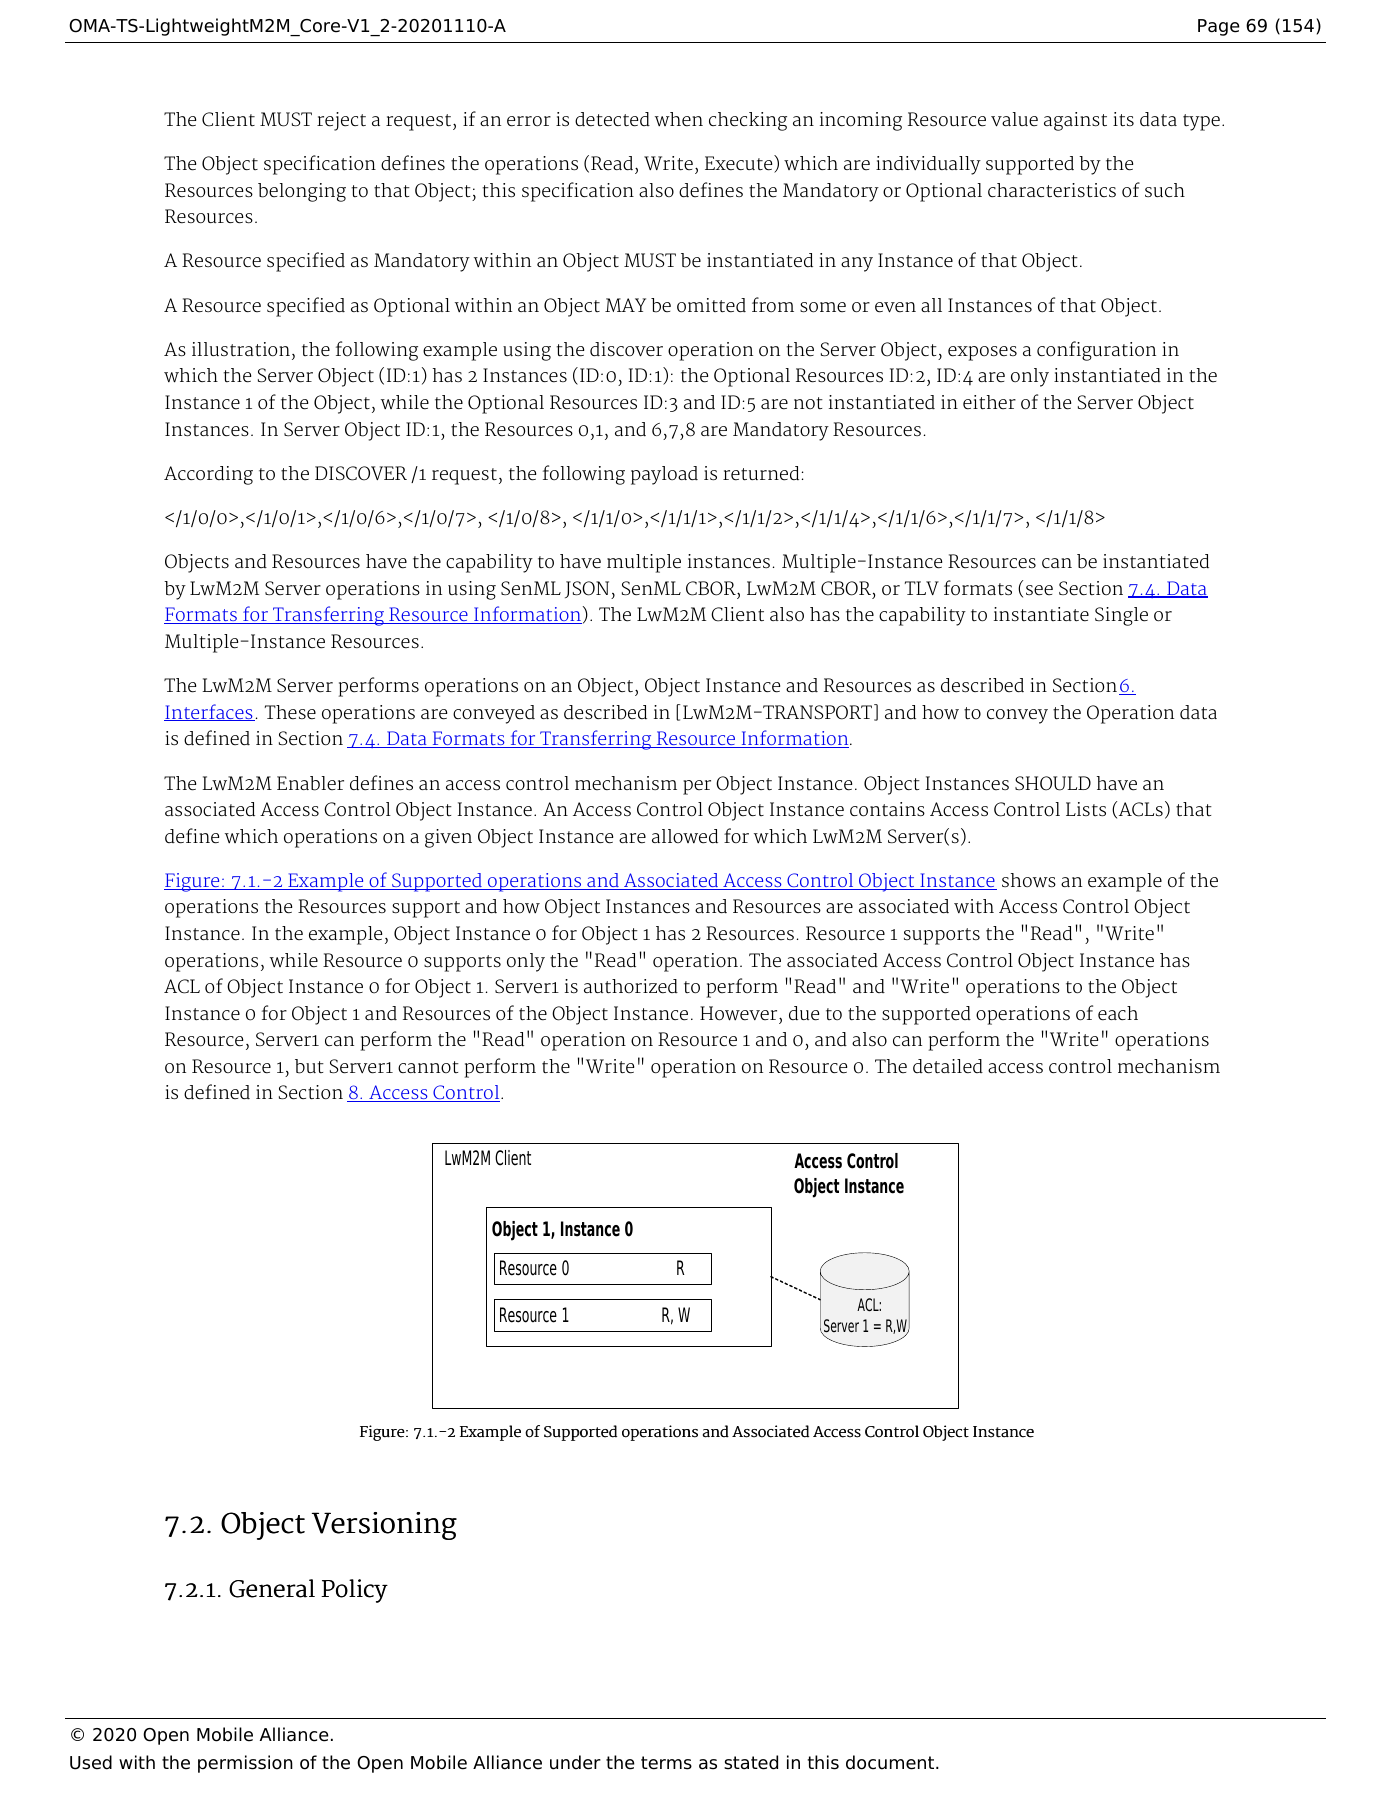 OMA-TS-LightweightM2M_Core-V1_2-20201110-A Page 69 (154)
The Client MUST reject a request, if an error is detected when checking an incoming Resource value against its data type.
The Object specification defines the operations (Read, Write, Execute) which are individually supported by the
Resources belonging to that Object; this specification also defines the Mandatory or Optional characteristics of such
Resources.
A Resource specified as Mandatory within an Object MUST be instantiated in any Instance of that Object.
A Resource specified as Optional within an Object MAY be omitted from some or even all Instances of that Object.
As illustration, the following example using the discover operation on the Server Object, exposes a configuration in
which the Server Object (ID:1) has 2 Instances (ID:0, ID:1): the Optional Resources ID:2, ID:4 are only instantiated in the
Instance 1 of the Object, while the Optional Resources ID:3 and ID:5 are not instantiated in either of the Server Object
Instances. In Server Object ID:1, the Resources 0,1, and 6,7,8 are Mandatory Resources.
According to the DISCOVER /1 request, the following payload is returned:
</1/0/0>,</1/0/1>,</1/0/6>,</1/0/7>, </1/0/8>, </1/1/0>,</1/1/1>,</1/1/2>,</1/1/4>,</1/1/6>,</1/1/7>, </1/1/8>
Objects and Resources have the capability to have multiple instances. Multiple-Instance Resources can be instantiated
by LwM2M Server operations in using SenML JSON, SenML CBOR, LwM2M CBOR, or TLV formats (see Section 7.4. Data
Formats for Transferring Resource Information). The LwM2M Client also has the capability to instantiate Single or
Multiple-Instance Resources.
The LwM2M Server performs operations on an Object, Object Instance and Resources as described in Section6.
Interfaces. These operations are conveyed as described in [LwM2M-TRANSPORT] and how to convey the Operation data
is defined in Section 7.4. Data Formats for Transferring Resource Information.
The LwM2M Enabler defines an access control mechanism per Object Instance. Object Instances SHOULD have an
associated Access Control Object Instance. An Access Control Object Instance contains Access Control Lists (ACLs) that
define which operations on a given Object Instance are allowed for which LwM2M Server(s).
Figure: 7.1.-2 Example of Supported operations and Associated Access Control Object Instance shows an example of the
operations the Resources support and how Object Instances and Resources are associated with Access Control Object
Instance. In the example, Object Instance 0 for Object 1 has 2 Resources. Resource 1 supports the "Read", "Write"
operations, while Resource 0 supports only the "Read" operation. The associated Access Control Object Instance has
ACL of Object Instance 0 for Object 1. Server1 is authorized to perform "Read" and "Write" operations to the Object
Instance 0 for Object 1 and Resources of the Object Instance. However, due to the supported operations of each
Resource, Server1 can perform the "Read" operation on Resource 1 and 0, and also can perform the "Write" operations
on Resource 1, but Server1 cannot perform the "Write" operation on Resource 0. The detailed access control mechanism
is defined in Section 8. Access Control.
LwM2M Client
Access Control
Object Instance
Object 1, Instance 0
Resource 0 R
Resource 1 R, W
ACL:
Server 1 = R,W
Figure: 7.1.-2 Example of Supported operations and Associated Access Control Object Instance
7.2. Object Versioning
7.2.1. General Policy
© 2020 Open Mobile Alliance.
Used with the permission of the Open Mobile Alliance under the terms as stated in this document.